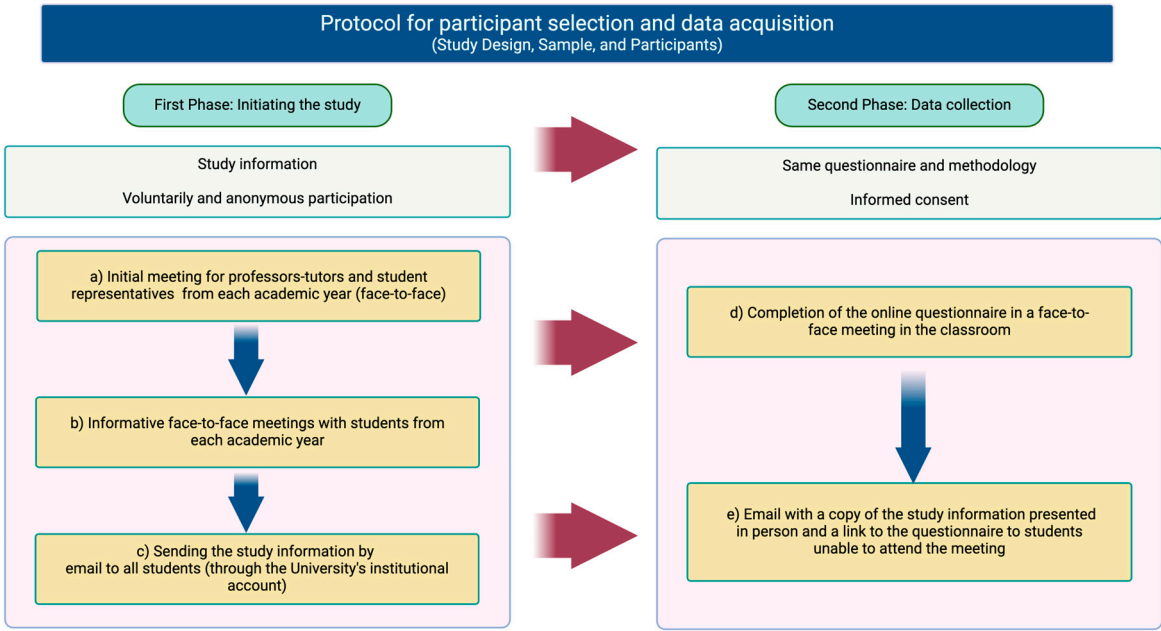 Protocol for participant selection and data acquisition
(Study Design, Sample, and Participants)
First Phase: Initiating the study
Study information
Voluntarily and anonymous participation
a) Initial meeting for professors-tutors and student
representatives from each academic year (face-to-face)
b) Informative face-to-face meetings with students from
each academic year
c) Sending the study information by
email to all students (through the University's institutional
account)
Second Phase: Data collection
Same questionnaire and methodology
Informed consent
d) Completion of the online questionnaire in a face-to-
face meeting in the classroom
e) Email with a copy of the study information presented
in person and a link to the questionnaire to students
unable to attend the meeting